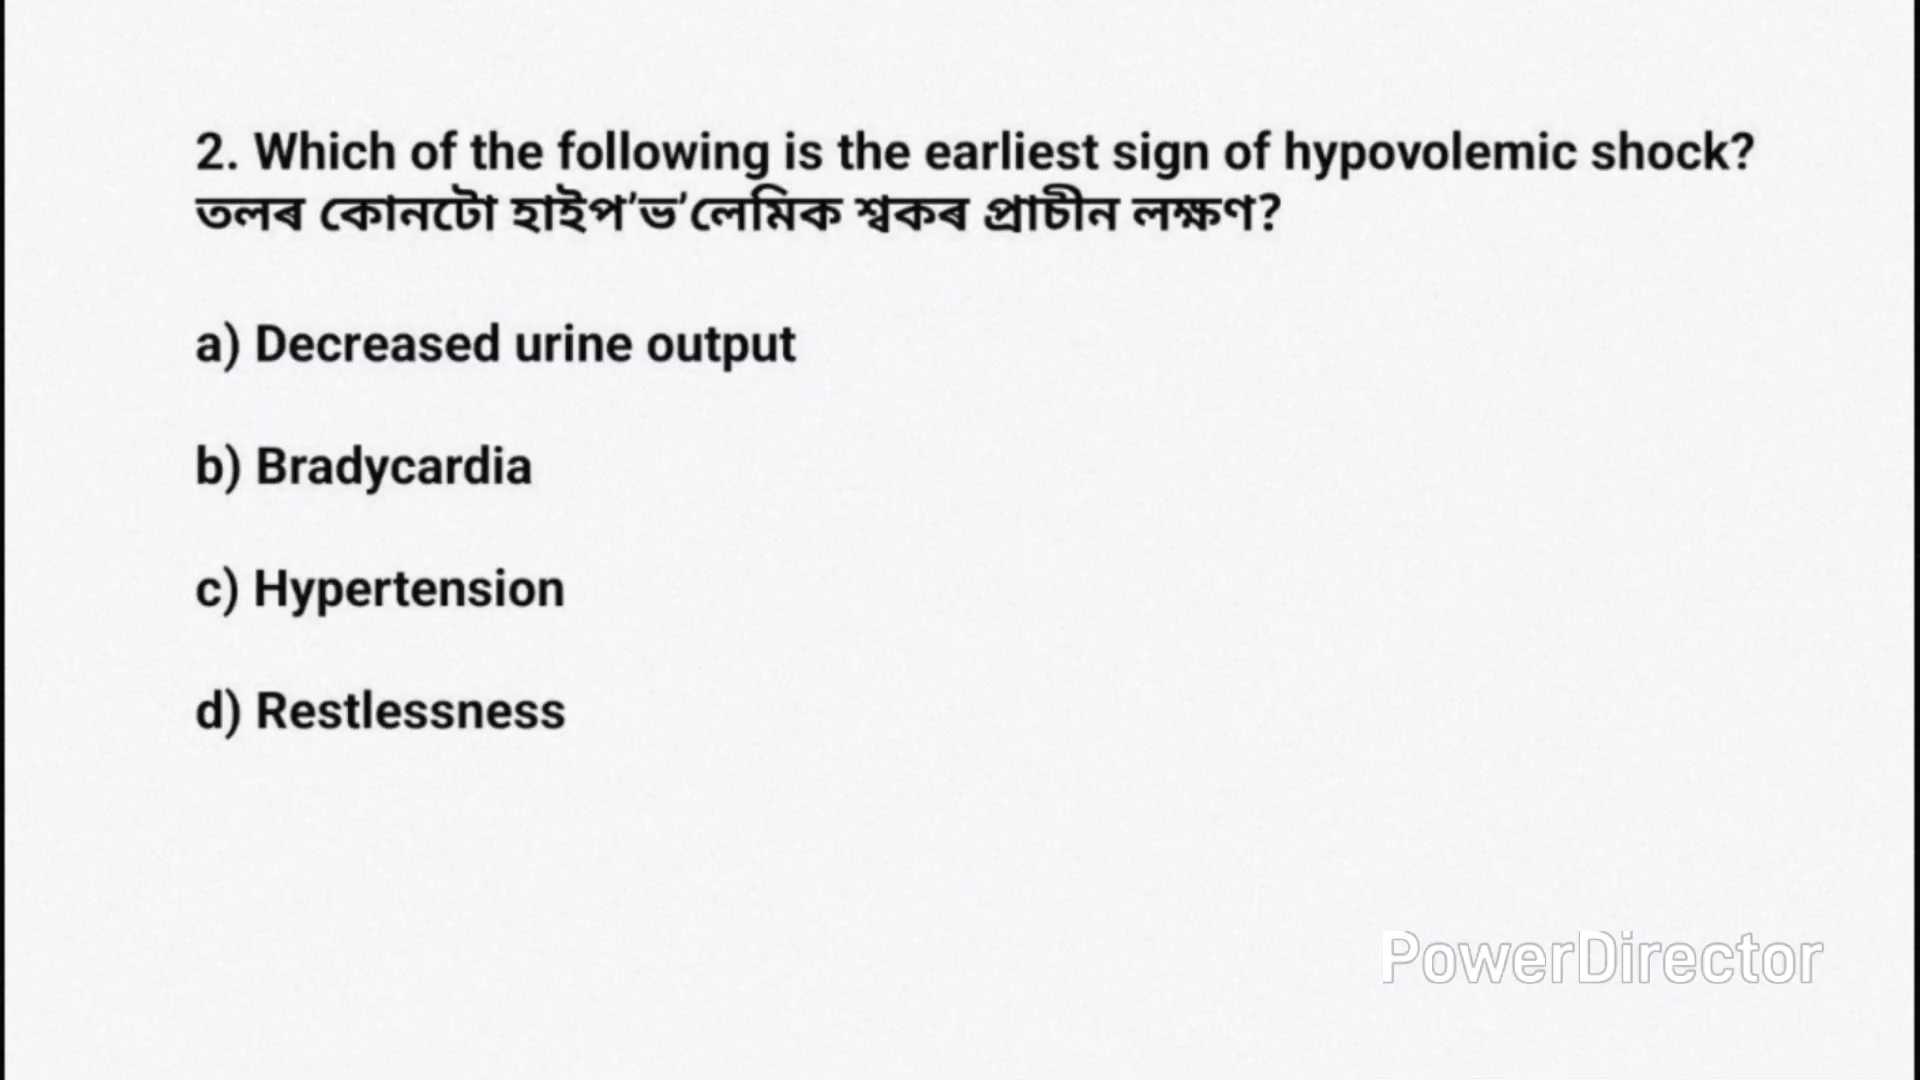 2. Which of the following is the earliest sign of hypovolemic shock?
তলৰ কোনটো হাইপ'ভ'লেমিক শ্বকৰ প্ৰাচীন লক্ষণ?
a) Decreased urine output
b) Bradycardia
c) Hypertension
d) Restlessness
PowerDirector